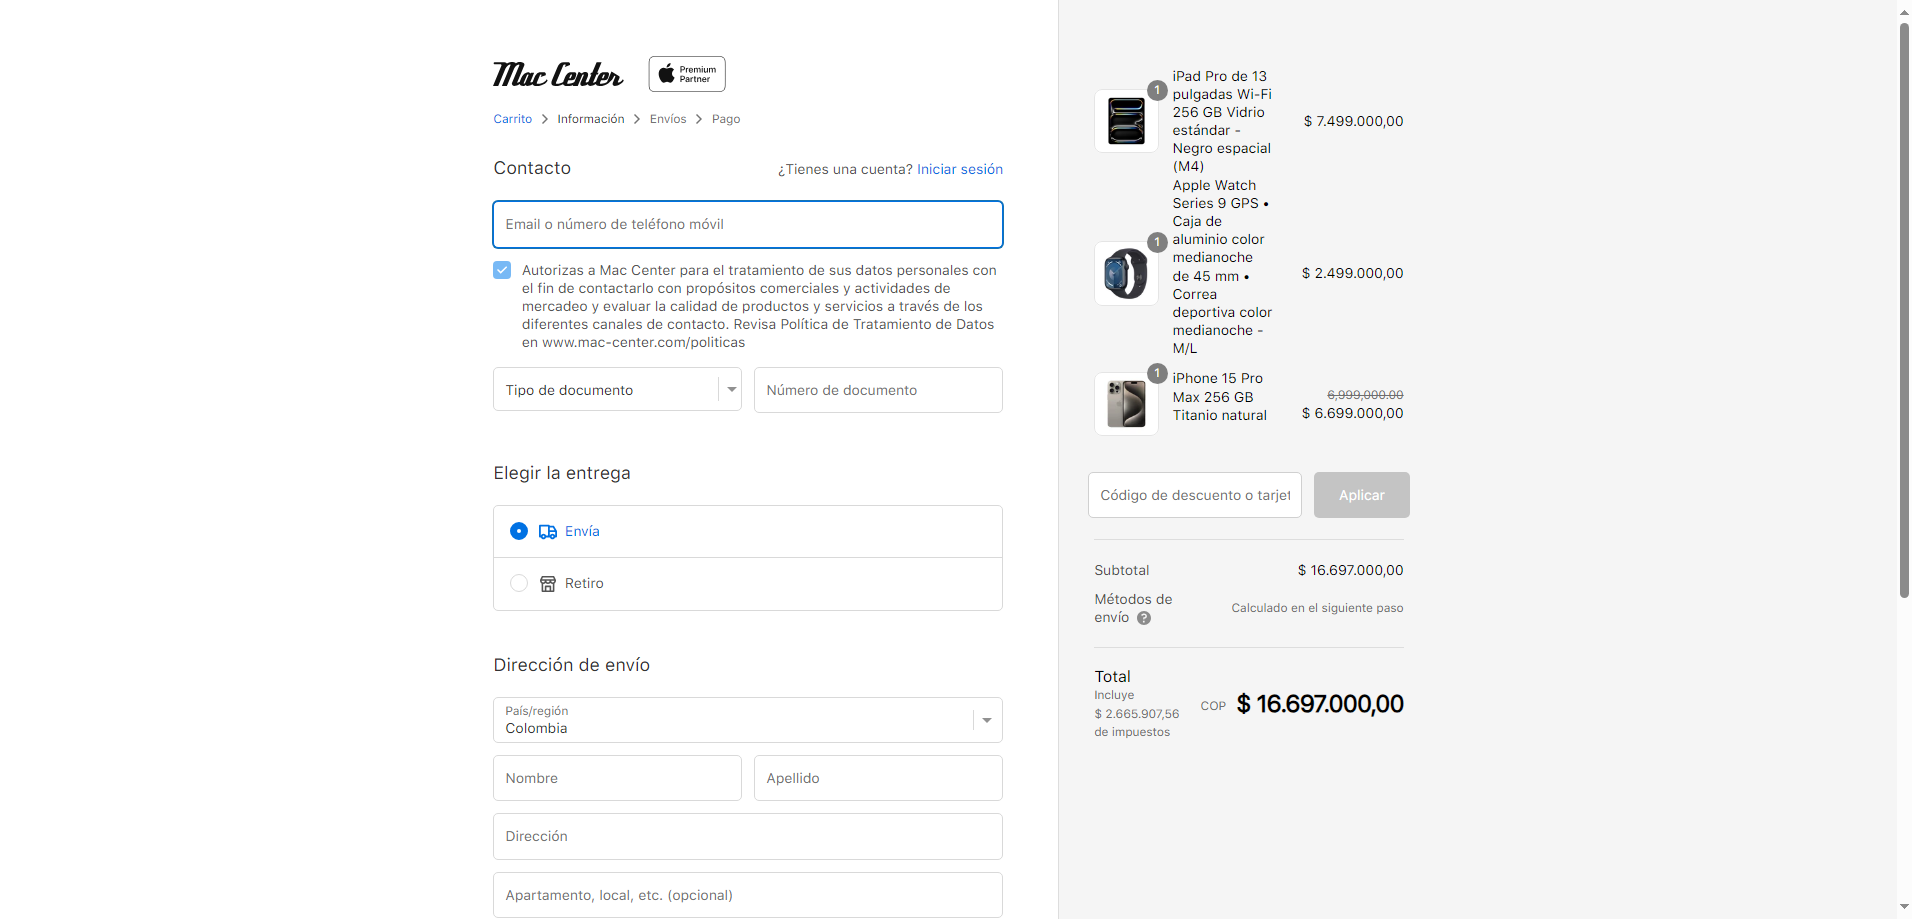 Mac Center
Premium
Partner
Carrito > Información > Envíos > Pago
Contacto
¿Tienes una cuenta? Iniciar sesión
Email o número de teléfono móvil
Autorizas a Mac Center para el tratamiento de sus datos personales con
el fin de contactarlo con propósitos comerciales y actividades de
mercadeo y evaluar la calidad de productos y servicios a través de los
diferentes canales de contacto. Revisa Política de Tratamiento de Datos
en www.mac-center.com/politicas
Tipo de documento
Número de documento
Elegir la entrega
Envía
Retiro
Dirección de envío
País/región
Colombia
Nombre
Apellido
Dirección
Apartamento, local, etc. (opcional)
1
iPad Pro de 13
pulgadas Wi-Fi
256 GB Vidrio
estándar -
Negro espacial
(M4)
$ 7.499.000,00
1
Apple Watch
Series 9 GPS •
Caja de
aluminio color
medianoche
de 45 mm •
Correa
deportiva color
medianoche -
M/L
$ 2.499.000,00
1
iPhone 15 Pro
Max 256 GB
Titanio natural
6,999,000.00
$ 6.699.000,00
Código de descuento o tarjet
Aplicar
Subtotal
$ 16.697.000,00
Métodos de
envío ?
Calculado en el siguiente paso
Total
Incluye
$ 2.665.907,56
de impuestos
COP $ 16.697.000,00